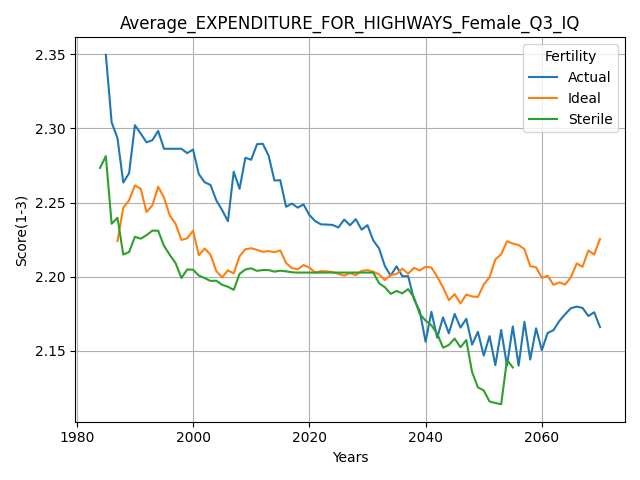 Average_EXPENDITURE_FOR_HIGHWAYS_Female_Q3_IQ
Fertility
Actual
Ideal
Sterile
Score(1-3)
2.35
2.30
2.25
2.20
2.15
1980 2000 2020 2040 2060
Years